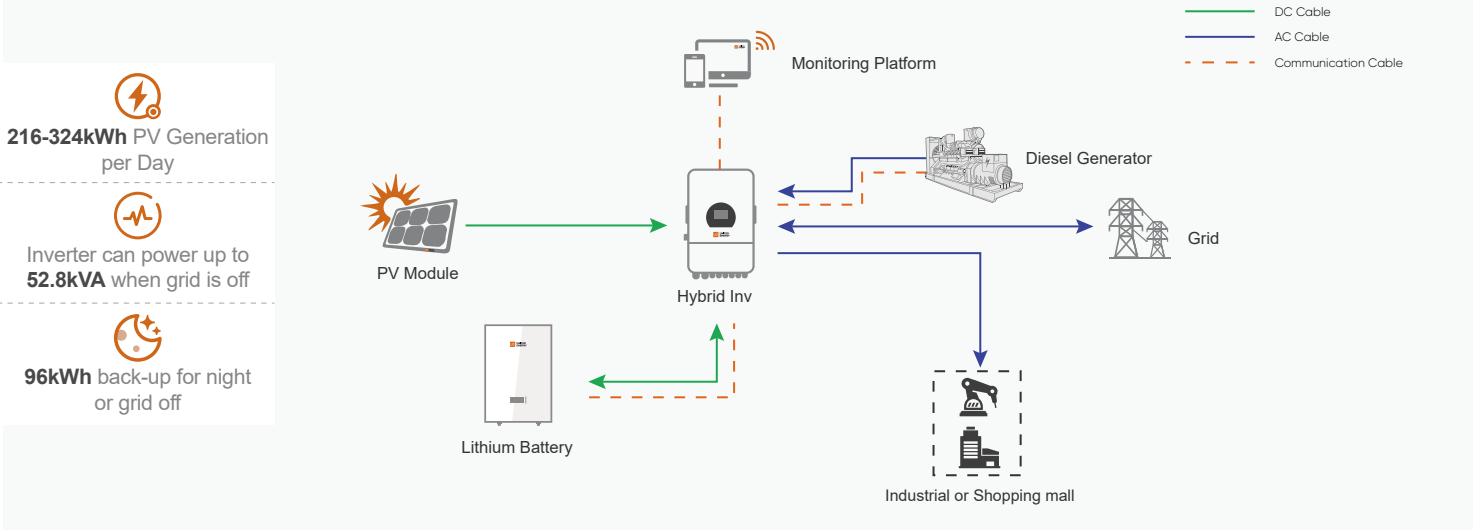 DC Cable
AC Cable
Communication Cable
Monitoring Platform
216-324kWh PV Generation
per Day
Diesel Generator
Inverter can power up to
52.8kVA when grid is off
Grid
PV Module
Hybrid Inv
96kWh back-up for night
or grid off
Lithium Battery
Industrial or Shopping mall